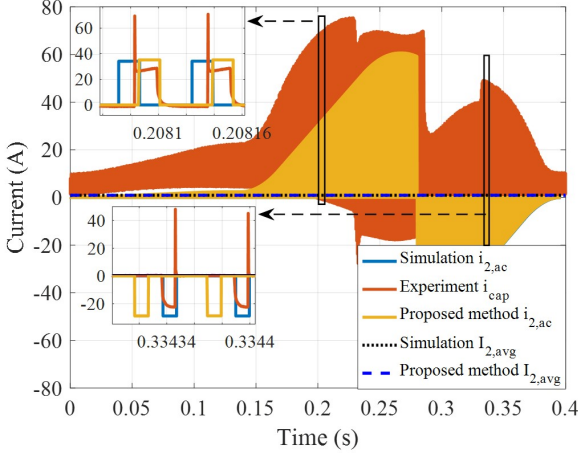 80
60
40
20
0
-20
-40
-60
-80
Current (A)
60
40
20
0
0.2081
0.20816
0
-20
0.33434
0.3344
Simulation i2,ac
Experiment icap
Proposed method i2,ac
Simulation I2,avg
Proposed method I2,avg
0 0.05 0.1 0.15 0.2 0.25 0.3 0.35 0.4
Time (s)